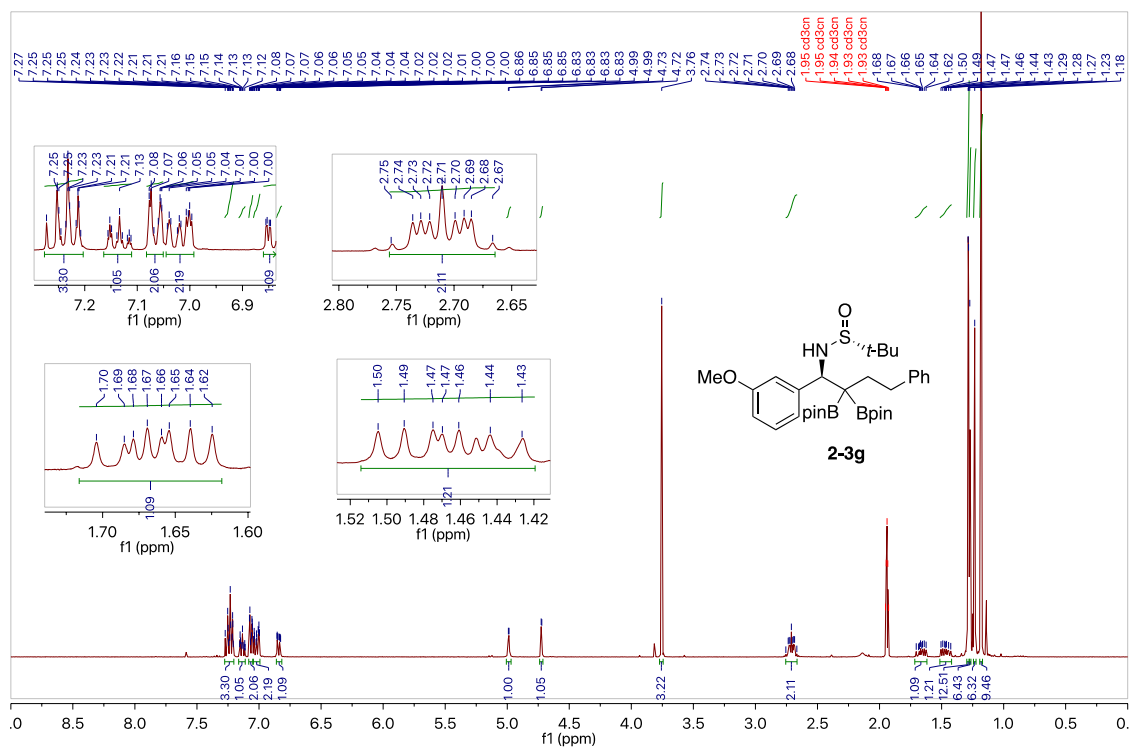 7.27 7.25 7.25 7.25 7.24 7.23 7.23 7.22 7.21 7.21 7.16 7.15 7.15 7.14 7.13 7.13 7.12 7.08 7.07 7.07 7.06 7.06 7.05 7.05 7.04 7.04 7.02 7.02 7.02 7.01 7.00 7.00 7.00 6.86 6.85 6.85 6.85 6.83 6.83 6.83 6.83 4.99 4.99 4.73 4.72 3.76 2.74 2.73 2.72 2.71 2.70 2.69 2.68 1.95 cd3cn 1.95 cd3cn 1.94 cd3cn 1.93 cd3cn 1.93 cd3cn 1.68 1.67 1.66 1.65 1.64 1.62 1.50 1.49 1.47 1.47 1.46 1.44 1.43 1.29 1.28 1.27 1.23 1.18
7.25 7.25 7.23 7.23 7.21 7.21 7.13 7.08 7.07 7.06 7.05 7.05 7.04 7.01 7.00 7.00
3.30 1.05 2.06 2.19 1.09
7.2 7.1 7.0 6.9
f1 (ppm)
2.75 2.74 2.73 2.72 2.71 2.70 2.69 2.68 2.67
2.11
2.80 2.75 2.70 2.65
f1 (ppm)
1.70 1.69 1.68 1.67 1.66 1.65 1.64 1.62
1.09
1.70 1.65 1.60
f1 (ppm)
1.50 1.49 1.47 1.47 1.46 1.44 1.43
1.21
1.52 1.50 1.48 1.46 1.44 1.42
f1 (ppm)
O
HN S t-Bu
MeO Ph
pinB Bpin
2-3g
3.30 1.05 2.06 2.19 1.09 1.00 1.05 3.22 2.11 1.09 1.21 12.51 6.43 6.32 9.46
.0 8.5 8.0 7.5 7.0 6.5 6.0 5.5 5.0 4.5 4.0 3.5 3.0 2.5 2.0 1.5 1.0 0.5 0.
f1 (ppm)